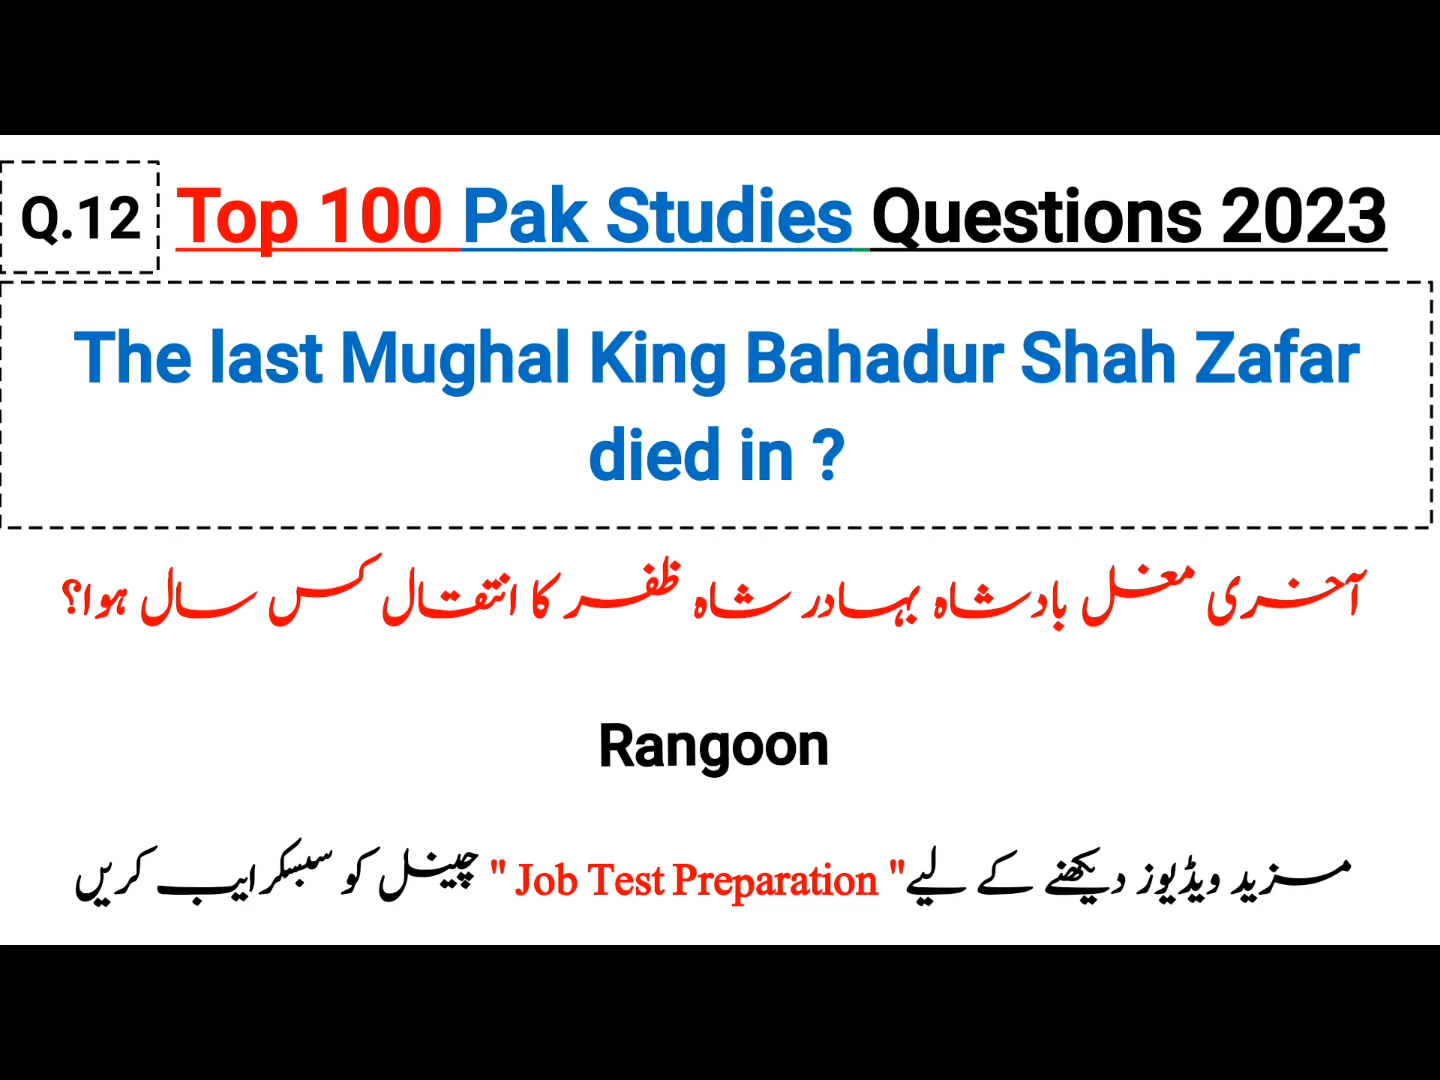 Q.12
Top 100 Pak Studies Questions 2023
The last Mughal King Bahadur Shah Zafar
died in ?
آخری مغل بادشاہ بہادر شاہ ظفر کا انتقال کس سال ہوا؟
Rangoon
مزید ویڈیوز دیکھنے کے لیے " Job Test Preparation " چینل کو سبسکرایب کریں